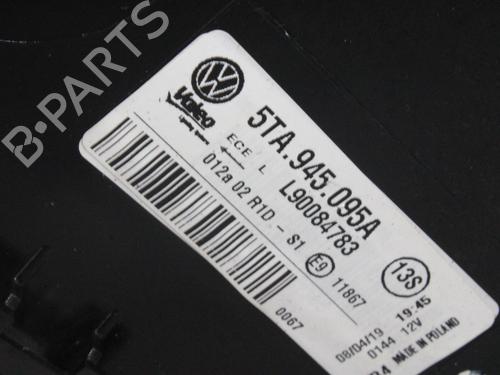 B-PARTS
Valeo
5TA.945.095A
ECE L
L90084783
012a 02 R1D - S1
E9
11867
13S
0067
19:45
08/04/19
0144 12V
MADE IN POLAND